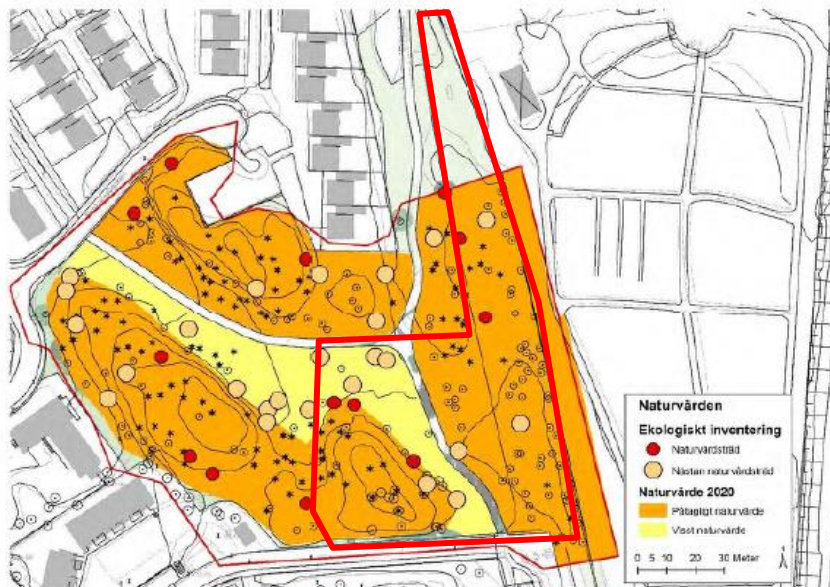 Naturvärden
Ekologiskt inventering
Naturvärdsträd
Nästan naturvärdsträd
Naturvärde 2020
Påtagligt naturvärde
Visst naturvärde
0 5 10 20 30 Meter